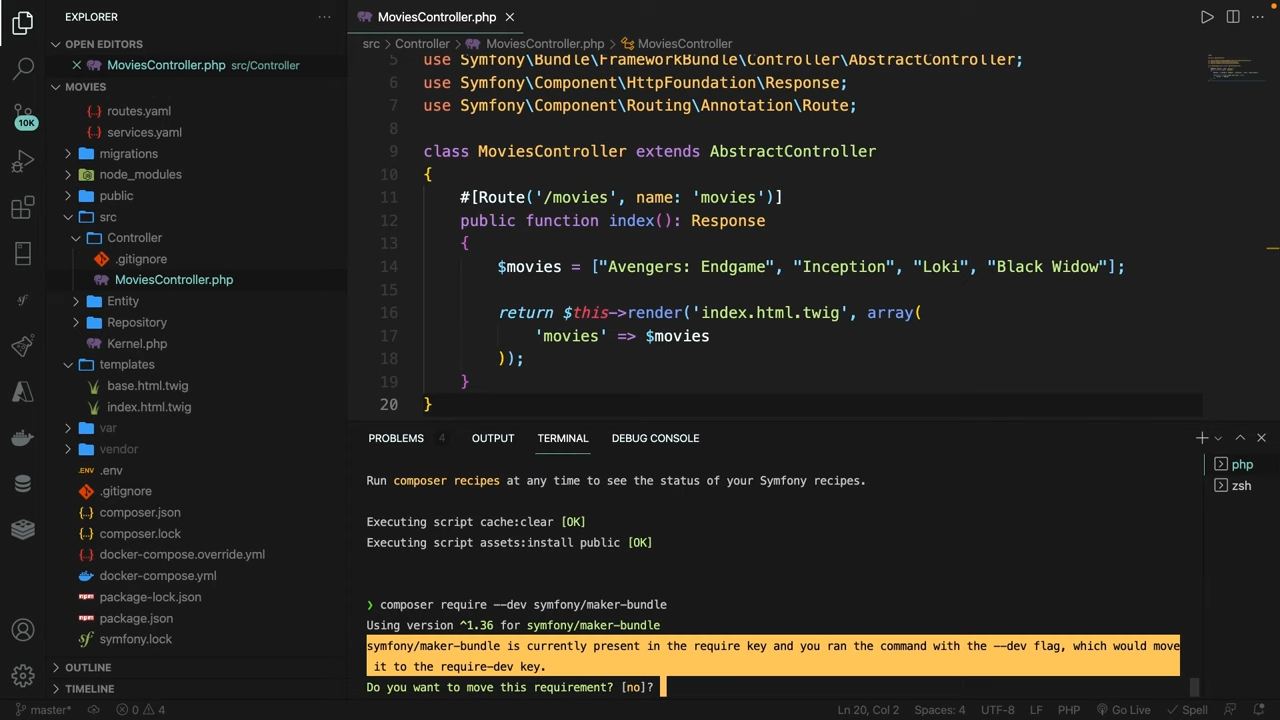 EXPLORER
MoviesController.php
OPEN EDITORS
MoviesController.php src/Controller
src > Controller > MoviesController.php > MoviesController
MOVIES
routes.yaml
services.yaml
migrations
node_modules
public
src
Controller
.gitignore
MoviesController.php
Entity
Repository
Kernel.php
templates
base.html.twig
index.html.twig
var
vendor
.ENV .env
.gitignore
composer.json
composer.lock
docker-compose.override.yml
docker-compose.yml
package-lock.json
package.json
symfony.lock
OUTLINE
TIMELINE
10K
5 use Symfony\Bundle\FrameworkBundle\Controller\AbstractController;
6 use Symfony\Component\HttpFoundation\Response;
7 use Symfony\Component\Routing\Annotation\Route;
8
9 class MoviesController extends AbstractController
10 {
11 #[Route('/movies', name: 'movies')]
12 public function index(): Response
13 {
14 $movies = ["Avengers: Endgame", "Inception", "Loki", "Black Widow"];
15
16 return $this->render('index.html.twig', array(
17 'movies' => $movies
18 ));
19 }
20 }
PROBLEMS 4 OUTPUT TERMINAL DEBUG CONSOLE
php
zsh
Run composer recipes at any time to see the status of your Symfony recipes.
Executing script cache:clear [OK]
Executing script assets:install public [OK]
❯ composer require --dev symfony/maker-bundle
Using version ^1.36 for symfony/maker-bundle
symfony/maker-bundle is currently present in the require key and you ran the command with the --dev flag, which would move
it to the require-dev key.
Do you want to move this requirement? [no]?
master* 0 4 Ln 20, Col 2 Spaces: 4 UTF-8 LF PHP Go Live Spell